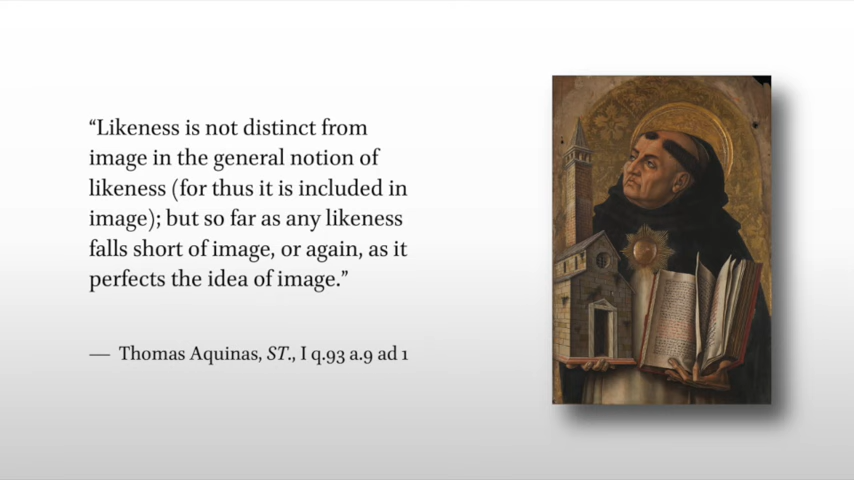 “Likeness is not distinct from
image in the general notion of
likeness (for thus it is included in
image); but so far as any likeness
falls short of image, or again, as it
perfects the idea of image.”
— Thomas Aquinas, ST., I q.93 a.9 ad 1